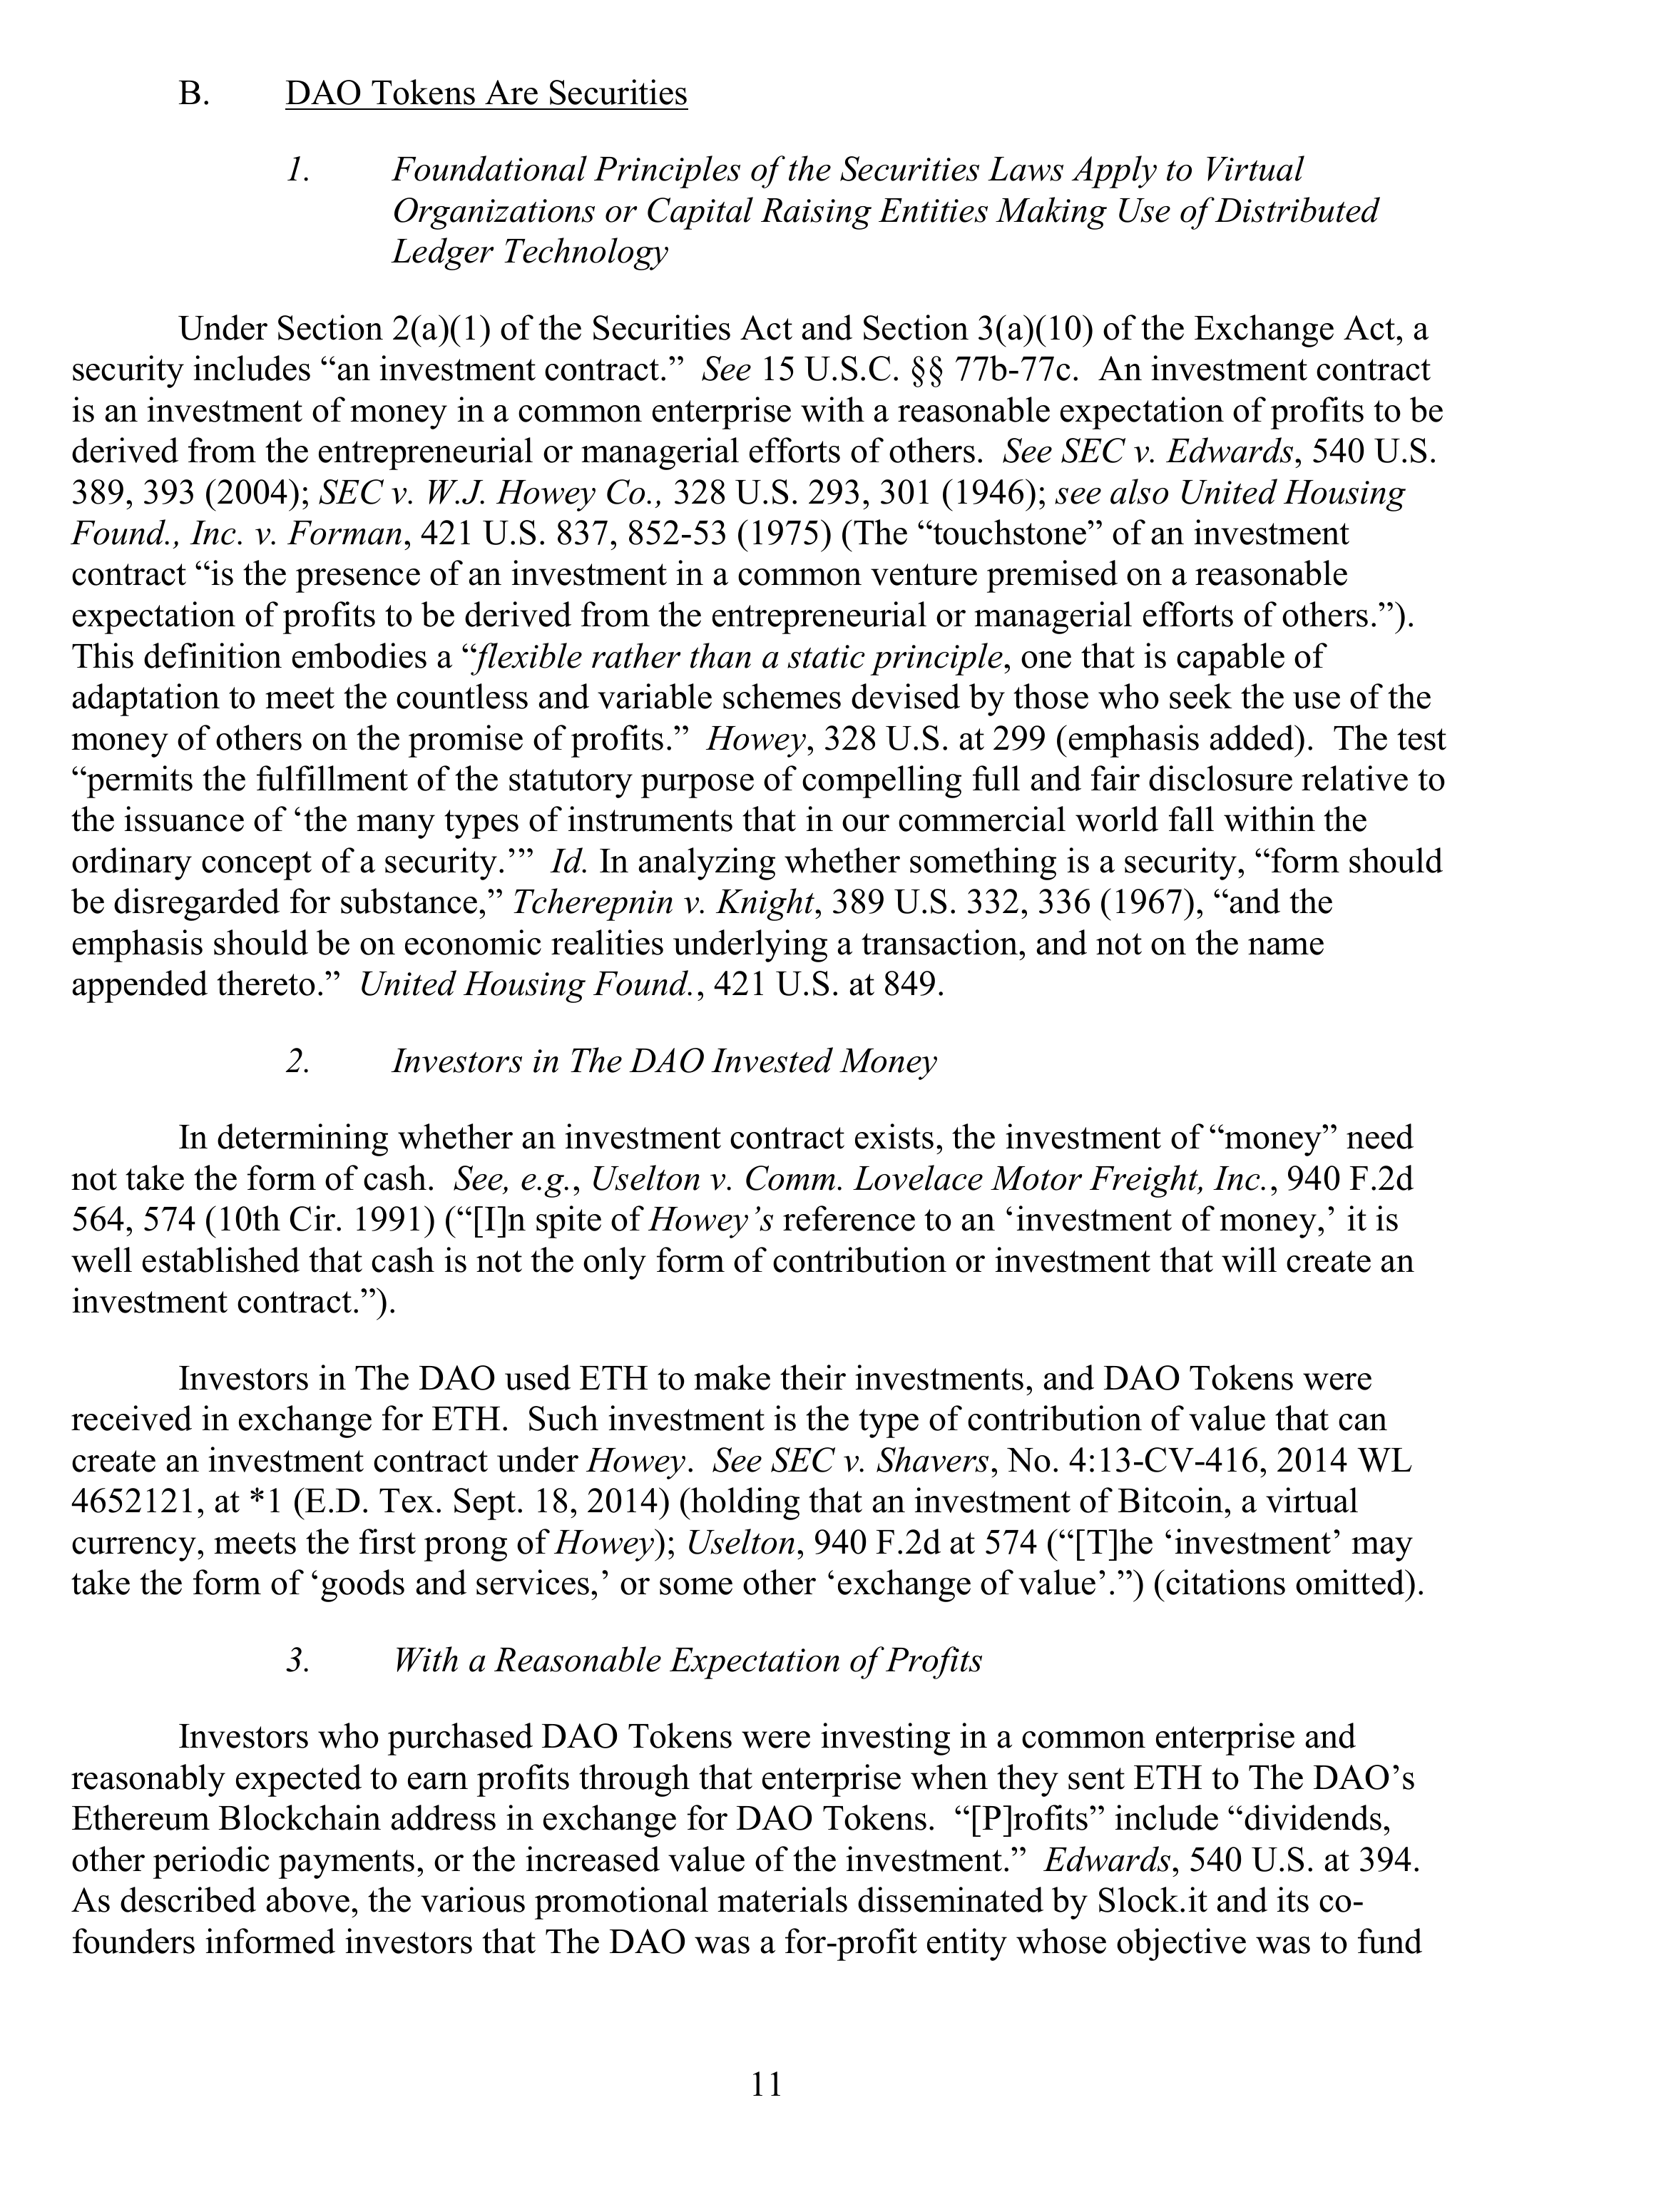 B. DAO Tokens Are Securities
1. Foundational Principles of the Securities Laws Apply to Virtual
Organizations or Capital Raising Entities Making Use of Distributed
Ledger Technology
Under Section 2(a)(1) of the Securities Act and Section 3(a)(10) of the Exchange Act, a
security includes “an investment contract.” See 15 U.S.C. §§ 77b-77c. An investment contract
is an investment of money in a common enterprise with a reasonable expectation of profits to be
derived from the entrepreneurial or managerial efforts of others. See SEC v. Edwards, 540 U.S.
389, 393 (2004); SEC v. W.J. Howey Co., 328 U.S. 293, 301 (1946); see also United Housing
Found., Inc. v. Forman, 421 U.S. 837, 852-53 (1975) (The “touchstone” of an investment
contract “is the presence of an investment in a common venture premised on a reasonable
expectation of profits to be derived from the entrepreneurial or managerial efforts of others.”).
This definition embodies a “flexible rather than a static principle, one that is capable of
adaptation to meet the countless and variable schemes devised by those who seek the use of the
money of others on the promise of profits.” Howey, 328 U.S. at 299 (emphasis added). The test
“permits the fulfillment of the statutory purpose of compelling full and fair disclosure relative to
the issuance of ‘the many types of instruments that in our commercial world fall within the
ordinary concept of a security.’” Id. In analyzing whether something is a security, “form should
be disregarded for substance,” Tcherepnin v. Knight, 389 U.S. 332, 336 (1967), “and the
emphasis should be on economic realities underlying a transaction, and not on the name
appended thereto.” United Housing Found., 421 U.S. at 849.
2. Investors in The DAO Invested Money
In determining whether an investment contract exists, the investment of “money” need
not take the form of cash. See, e.g., Uselton v. Comm. Lovelace Motor Freight, Inc., 940 F.2d
564, 574 (10th Cir. 1991) (“[I]n spite of Howey’s reference to an ‘investment of money,’ it is
well established that cash is not the only form of contribution or investment that will create an
investment contract.”).
Investors in The DAO used ETH to make their investments, and DAO Tokens were
received in exchange for ETH. Such investment is the type of contribution of value that can
create an investment contract under Howey. See SEC v. Shavers, No. 4:13-CV-416, 2014 WL
4652121, at *1 (E.D. Tex. Sept. 18, 2014) (holding that an investment of Bitcoin, a virtual
currency, meets the first prong of Howey); Uselton, 940 F.2d at 574 (“[T]he ‘investment’ may
take the form of ‘goods and services,’ or some other ‘exchange of value’.”) (citations omitted).
3. With a Reasonable Expectation of Profits
Investors who purchased DAO Tokens were investing in a common enterprise and
reasonably expected to earn profits through that enterprise when they sent ETH to The DAO’s
Ethereum Blockchain address in exchange for DAO Tokens. “[P]rofits” include “dividends,
other periodic payments, or the increased value of the investment.” Edwards, 540 U.S. at 394.
As described above, the various promotional materials disseminated by Slock.it and its co-
founders informed investors that The DAO was a for-profit entity whose objective was to fund
11